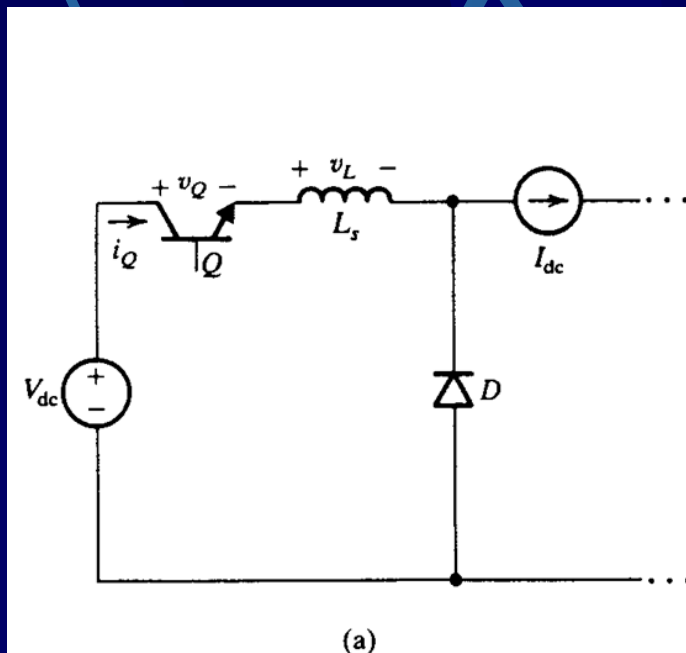 + v_Q −
+ v_L −
i_Q
Q
L_s
I_dc
. . .
V_dc
+
−
D
. . .
(a)